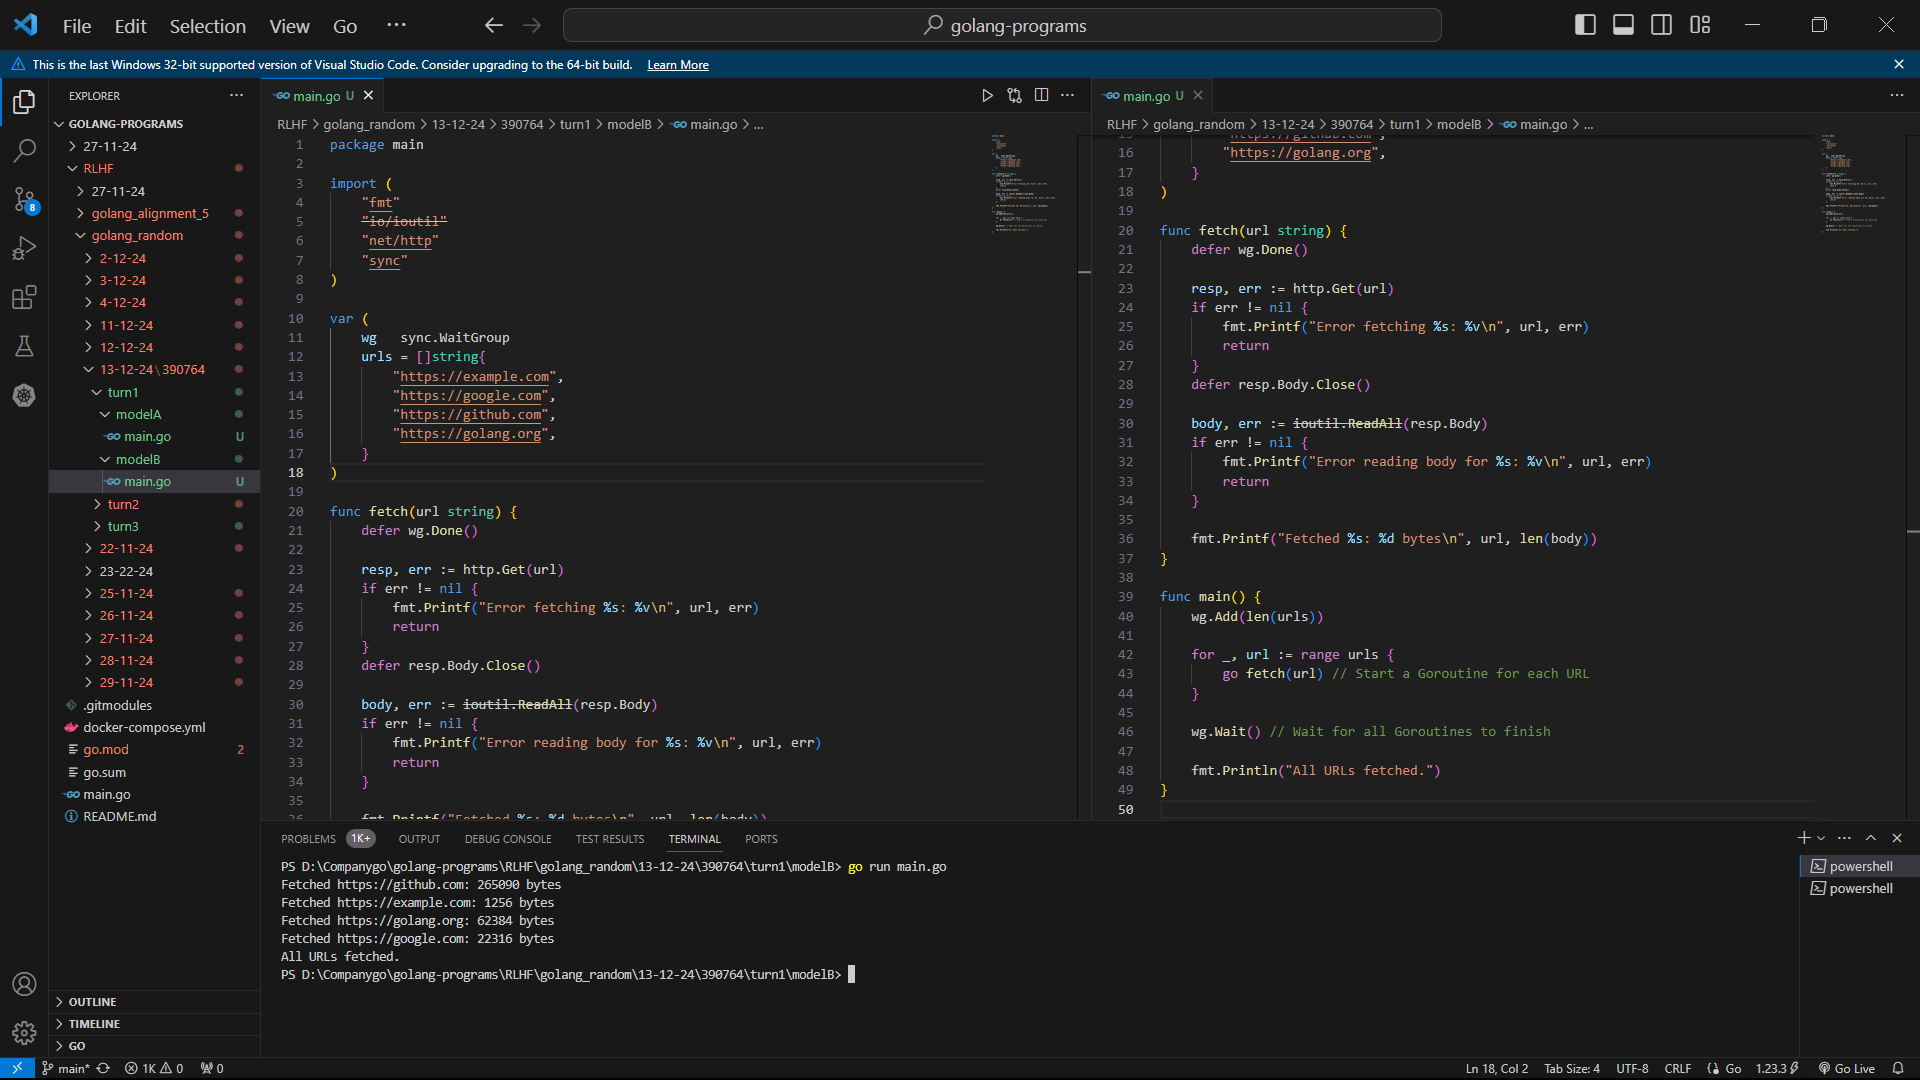 File Edit Selection View Go ···
golang-programs
This is the last Windows 32-bit supported version of Visual Studio Code. Consider upgrading to the 64-bit build. Learn More
EXPLORER
GOLANG-PROGRAMS
27-11-24
RLHF
27-11-24
golang_alignment_5
golang_random
2-12-24
3-12-24
4-12-24
11-12-24
12-12-24
13-12-24\390764
turn1
modelA
main.go U
modelB
main.go U
turn2
turn3
22-11-24
23-22-24
25-11-24
26-11-24
27-11-24
28-11-24
29-11-24
.gitmodules
docker-compose.yml
go.mod 2
go.sum
main.go
README.md
OUTLINE
TIMELINE
GO
8
main.go U
RLHF > golang_random > 13-12-24 > 390764 > turn1 > modelB > main.go > ...
1 package main
2
3 import (
4 "fmt"
5 "io/ioutil"
6 "net/http"
7 "sync"
8 )
9
10 var (
11 wg sync.WaitGroup
12 urls = []string{
13 "https://example.com",
14 "https://google.com",
15 "https://github.com",
16 "https://golang.org",
17 }
18 )
19
20 func fetch(url string) {
21 defer wg.Done()
22
23 resp, err := http.Get(url)
24 if err != nil {
25 fmt.Printf("Error fetching %s: %v\n", url, err)
26 return
27 }
28 defer resp.Body.Close()
29
30 body, err := ioutil.ReadAll(resp.Body)
31 if err != nil {
32 fmt.Printf("Error reading body for %s: %v\n", url, err)
33 return
34 }
35
36 fmt.Printf("Fetched %s: %d bytes\n", url, len(body))
main.go U
RLHF > golang_random > 13-12-24 > 390764 > turn1 > modelB > main.go > ...
15 "https://github.com",
16 "https://golang.org",
17 }
18 )
19
20 func fetch(url string) {
21 defer wg.Done()
22
23 resp, err := http.Get(url)
24 if err != nil {
25 fmt.Printf("Error fetching %s: %v\n", url, err)
26 return
27 }
28 defer resp.Body.Close()
29
30 body, err := ioutil.ReadAll(resp.Body)
31 if err != nil {
32 fmt.Printf("Error reading body for %s: %v\n", url, err)
33 return
34 }
35
36 fmt.Printf("Fetched %s: %d bytes\n", url, len(body))
37 }
38
39 func main() {
40 wg.Add(len(urls))
41
42 for _, url := range urls {
43 go fetch(url) // Start a Goroutine for each URL
44 }
45
46 wg.Wait() // Wait for all Goroutines to finish
47
48 fmt.Println("All URLs fetched.")
49 }
50
PROBLEMS 1K+ OUTPUT DEBUG CONSOLE TEST RESULTS TERMINAL PORTS
PS D:\Companygo\golang-programs\RLHF\golang_random\13-12-24\390764\turn1\modelB> go run main.go
Fetched https://github.com: 265090 bytes
Fetched https://example.com: 1256 bytes
Fetched https://golang.org: 62384 bytes
Fetched https://google.com: 22316 bytes
All URLs fetched.
PS D:\Companygo\golang-programs\RLHF\golang_random\13-12-24\390764\turn1\modelB>
powershell
powershell
main* 1K 0 0 Ln 18, Col 2 Tab Size: 4 UTF-8 CRLF Go 1.23.3 Go Live